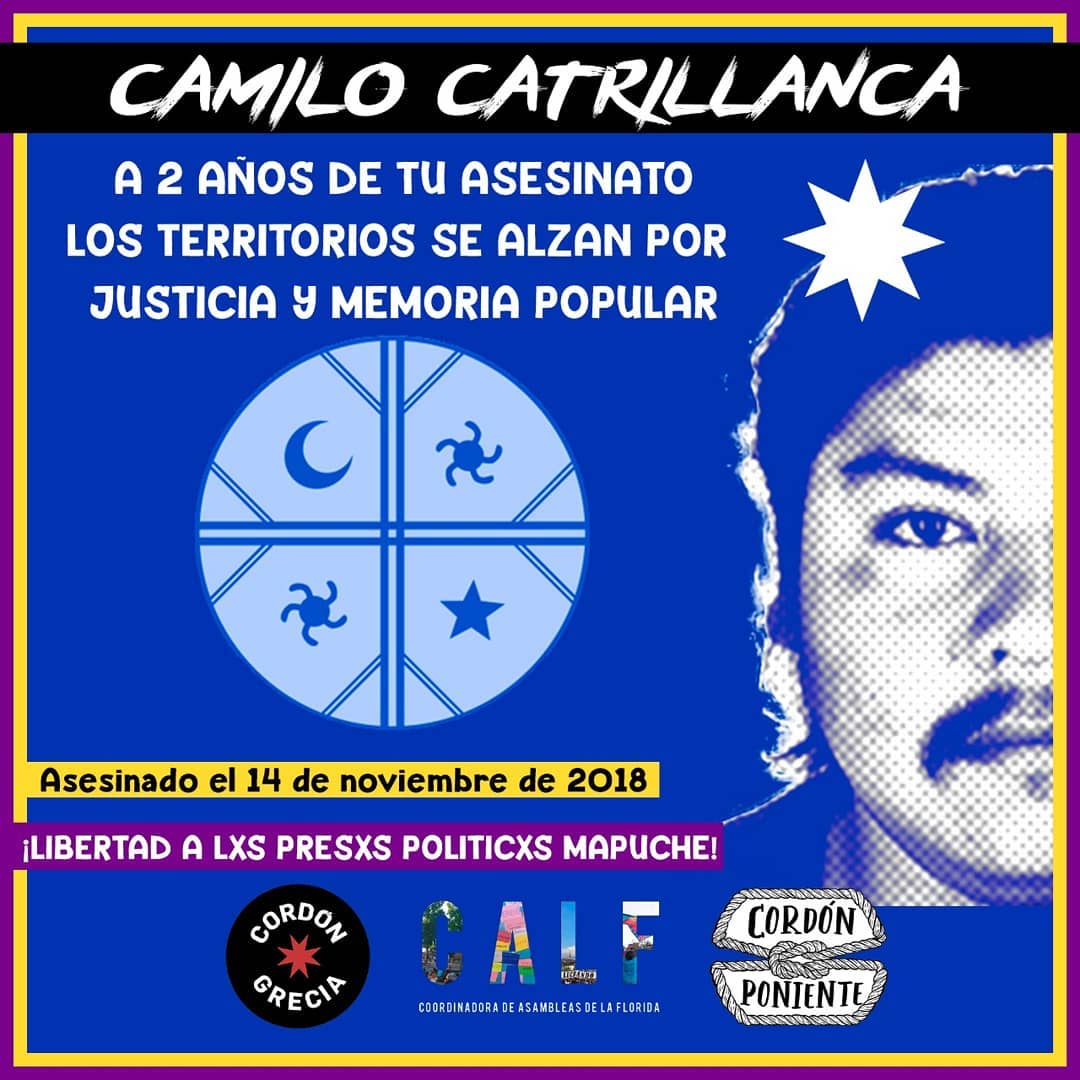 CAMILO CATRILLANCA
A 2 AÑOS DE TU ASESINATO
LOS TERRITORIOS SE ALZAN POR
JUSTICIA Y MEMORIA POPULAR
Asesinado el 14 de noviembre de 2018
¡LIBERTAD A LXS PRESXS POLITICXS MAPUCHE!
CORDÓN
GRECIA
CALF
COORDINADORA DE ASAMBLEAS DE LA FLORIDA
CORDÓN
PONIENTE